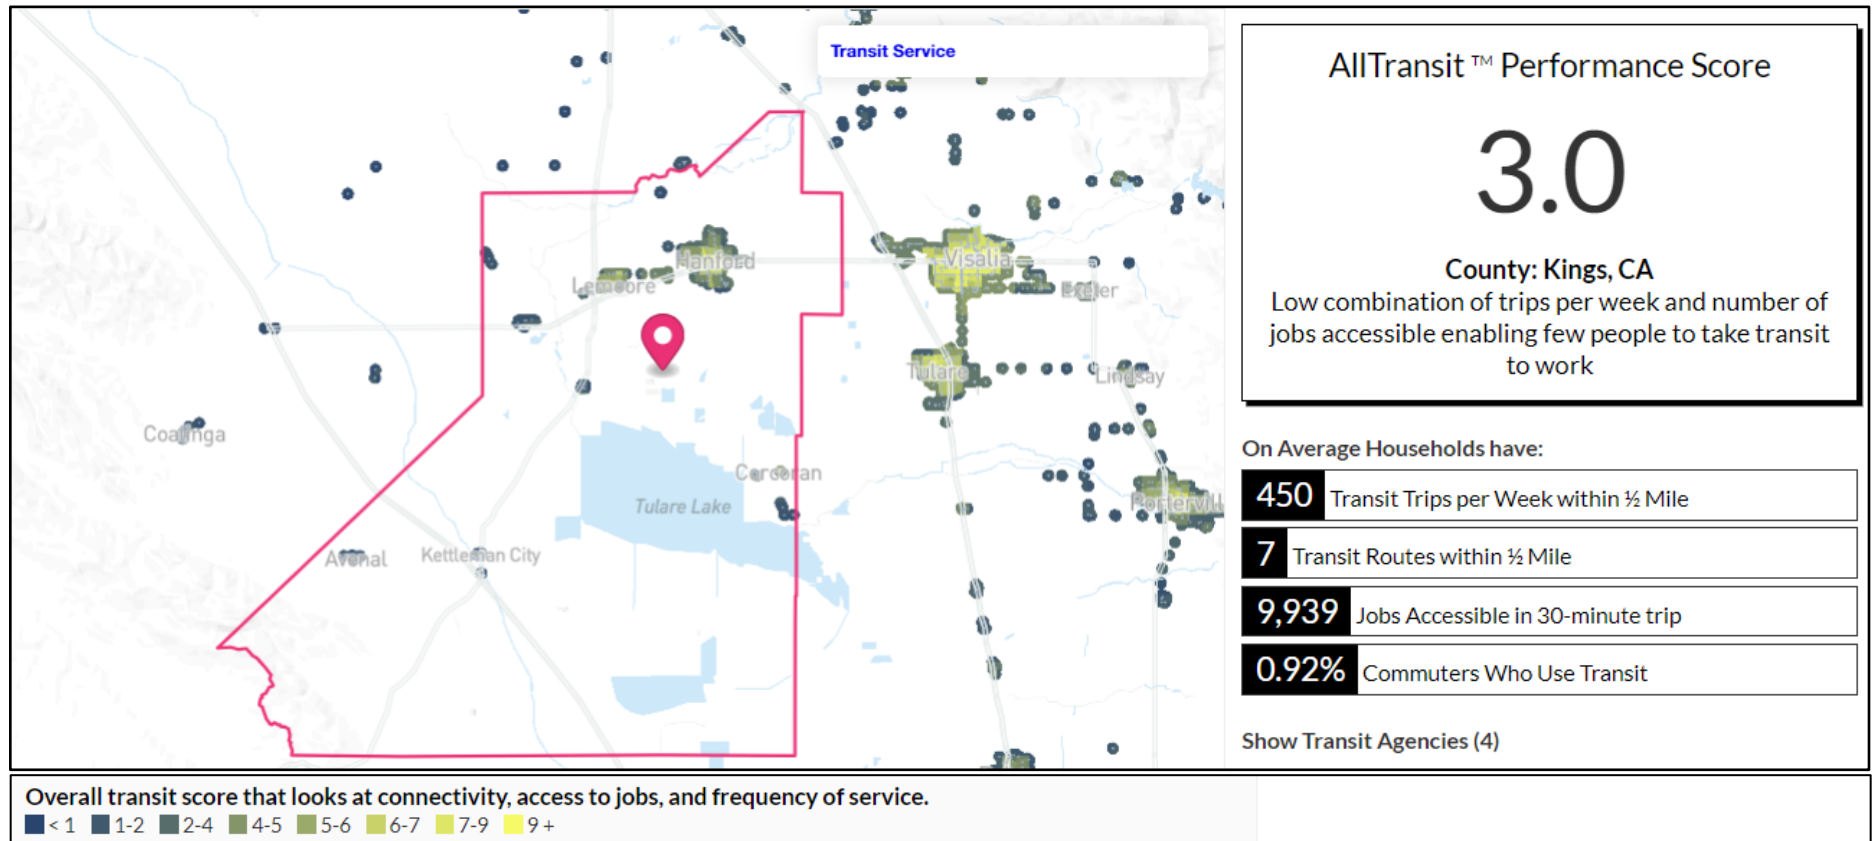 Transit Service
Hanford
Visalia
Lemoore
Exeter
Tulare
Lindsay
Coalinga
Corcoran
Tulare Lake
Portervill
Avenal
Kettleman City
AllTransit ™ Performance Score
3.0
County: Kings, CA
Low combination of trips per week and number of
jobs accessible enabling few people to take transit
to work
On Average Households have:
450 Transit Trips per Week within ½ Mile
7 Transit Routes within ½ Mile
9,939 Jobs Accessible in 30-minute trip
0.92% Commuters Who Use Transit
Show Transit Agencies (4)
Overall transit score that looks at connectivity, access to jobs, and frequency of service.
< 1 1-2 2-4 4-5 5-6 6-7 7-9 9 +